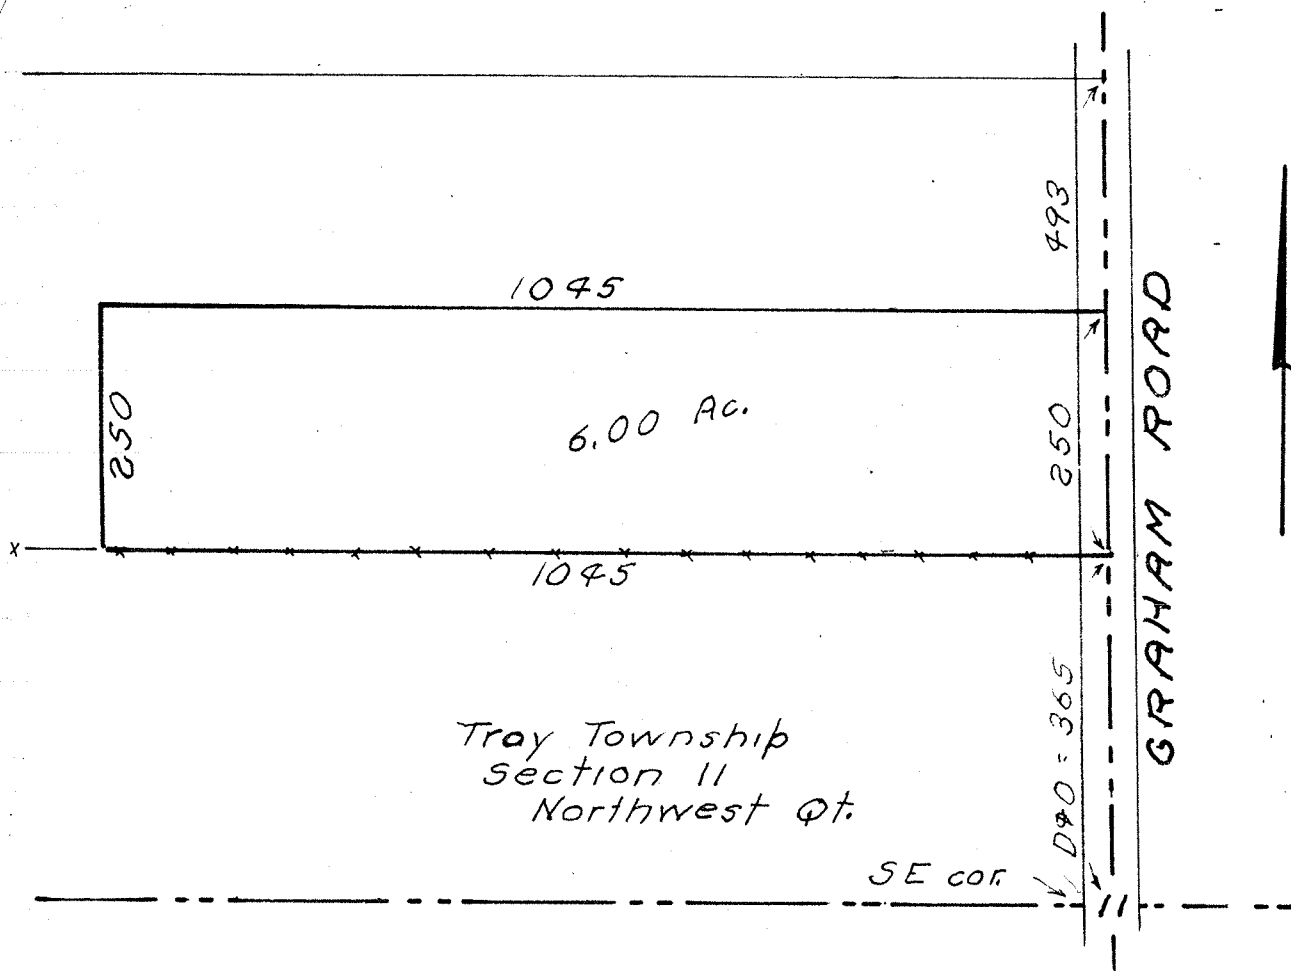 493
1045
GRAHAM ROAD
250
6.00 Ac.
250
1045
Troy Township
Section 11
Northwest Qt.
= 365
SE cor.
11